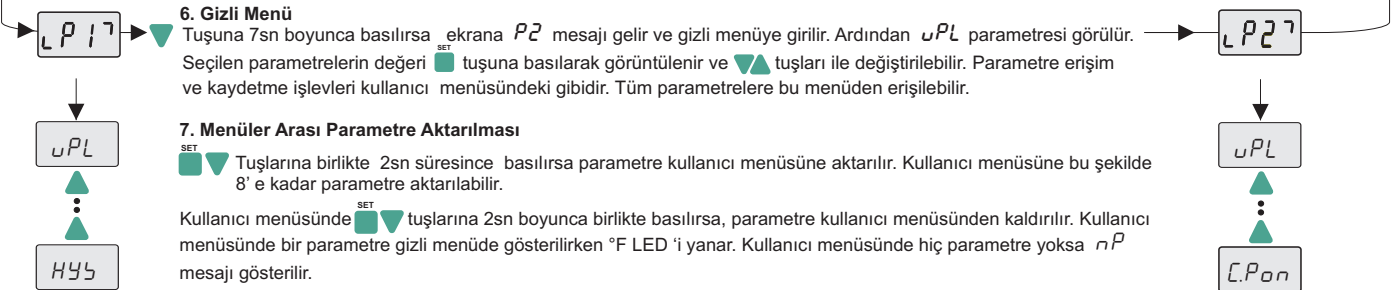 P1
6. Gizli Menü
Tuşuna 7sn boyunca basılırsa ekrana P2 mesajı gelir ve gizli menüye girilir. Ardından uPL parametresi görülür.
P2
SET
Seçilen parametrelerin değeri tuşuna basılarak görüntülenir ve tuşları ile değiştirilebilir. Parametre erişim
ve kaydetme işlevleri kullanıcı menüsündeki gibidir. Tüm parametrelere bu menüden erişilebilir.
7. Menüler Arası Parametre Aktarılması
uPL
uPL
SET
Tuşlarına birlikte 2sn süresince basılırsa parametre kullanıcı menüsüne aktarılır. Kullanıcı menüsüne bu şekilde
8' e kadar parametre aktarılabilir.
SET
Kullanıcı menüsünde tuşlarına 2sn boyunca birlikte basılırsa, parametre kullanıcı menüsünden kaldırılır. Kullanıcı
menüsünde bir parametre gizli menüde gösterilirken °F LED 'i yanar. Kullanıcı menüsünde hiç parametre yoksa nP
mesajı gösterilir.
HYS
C.Pon